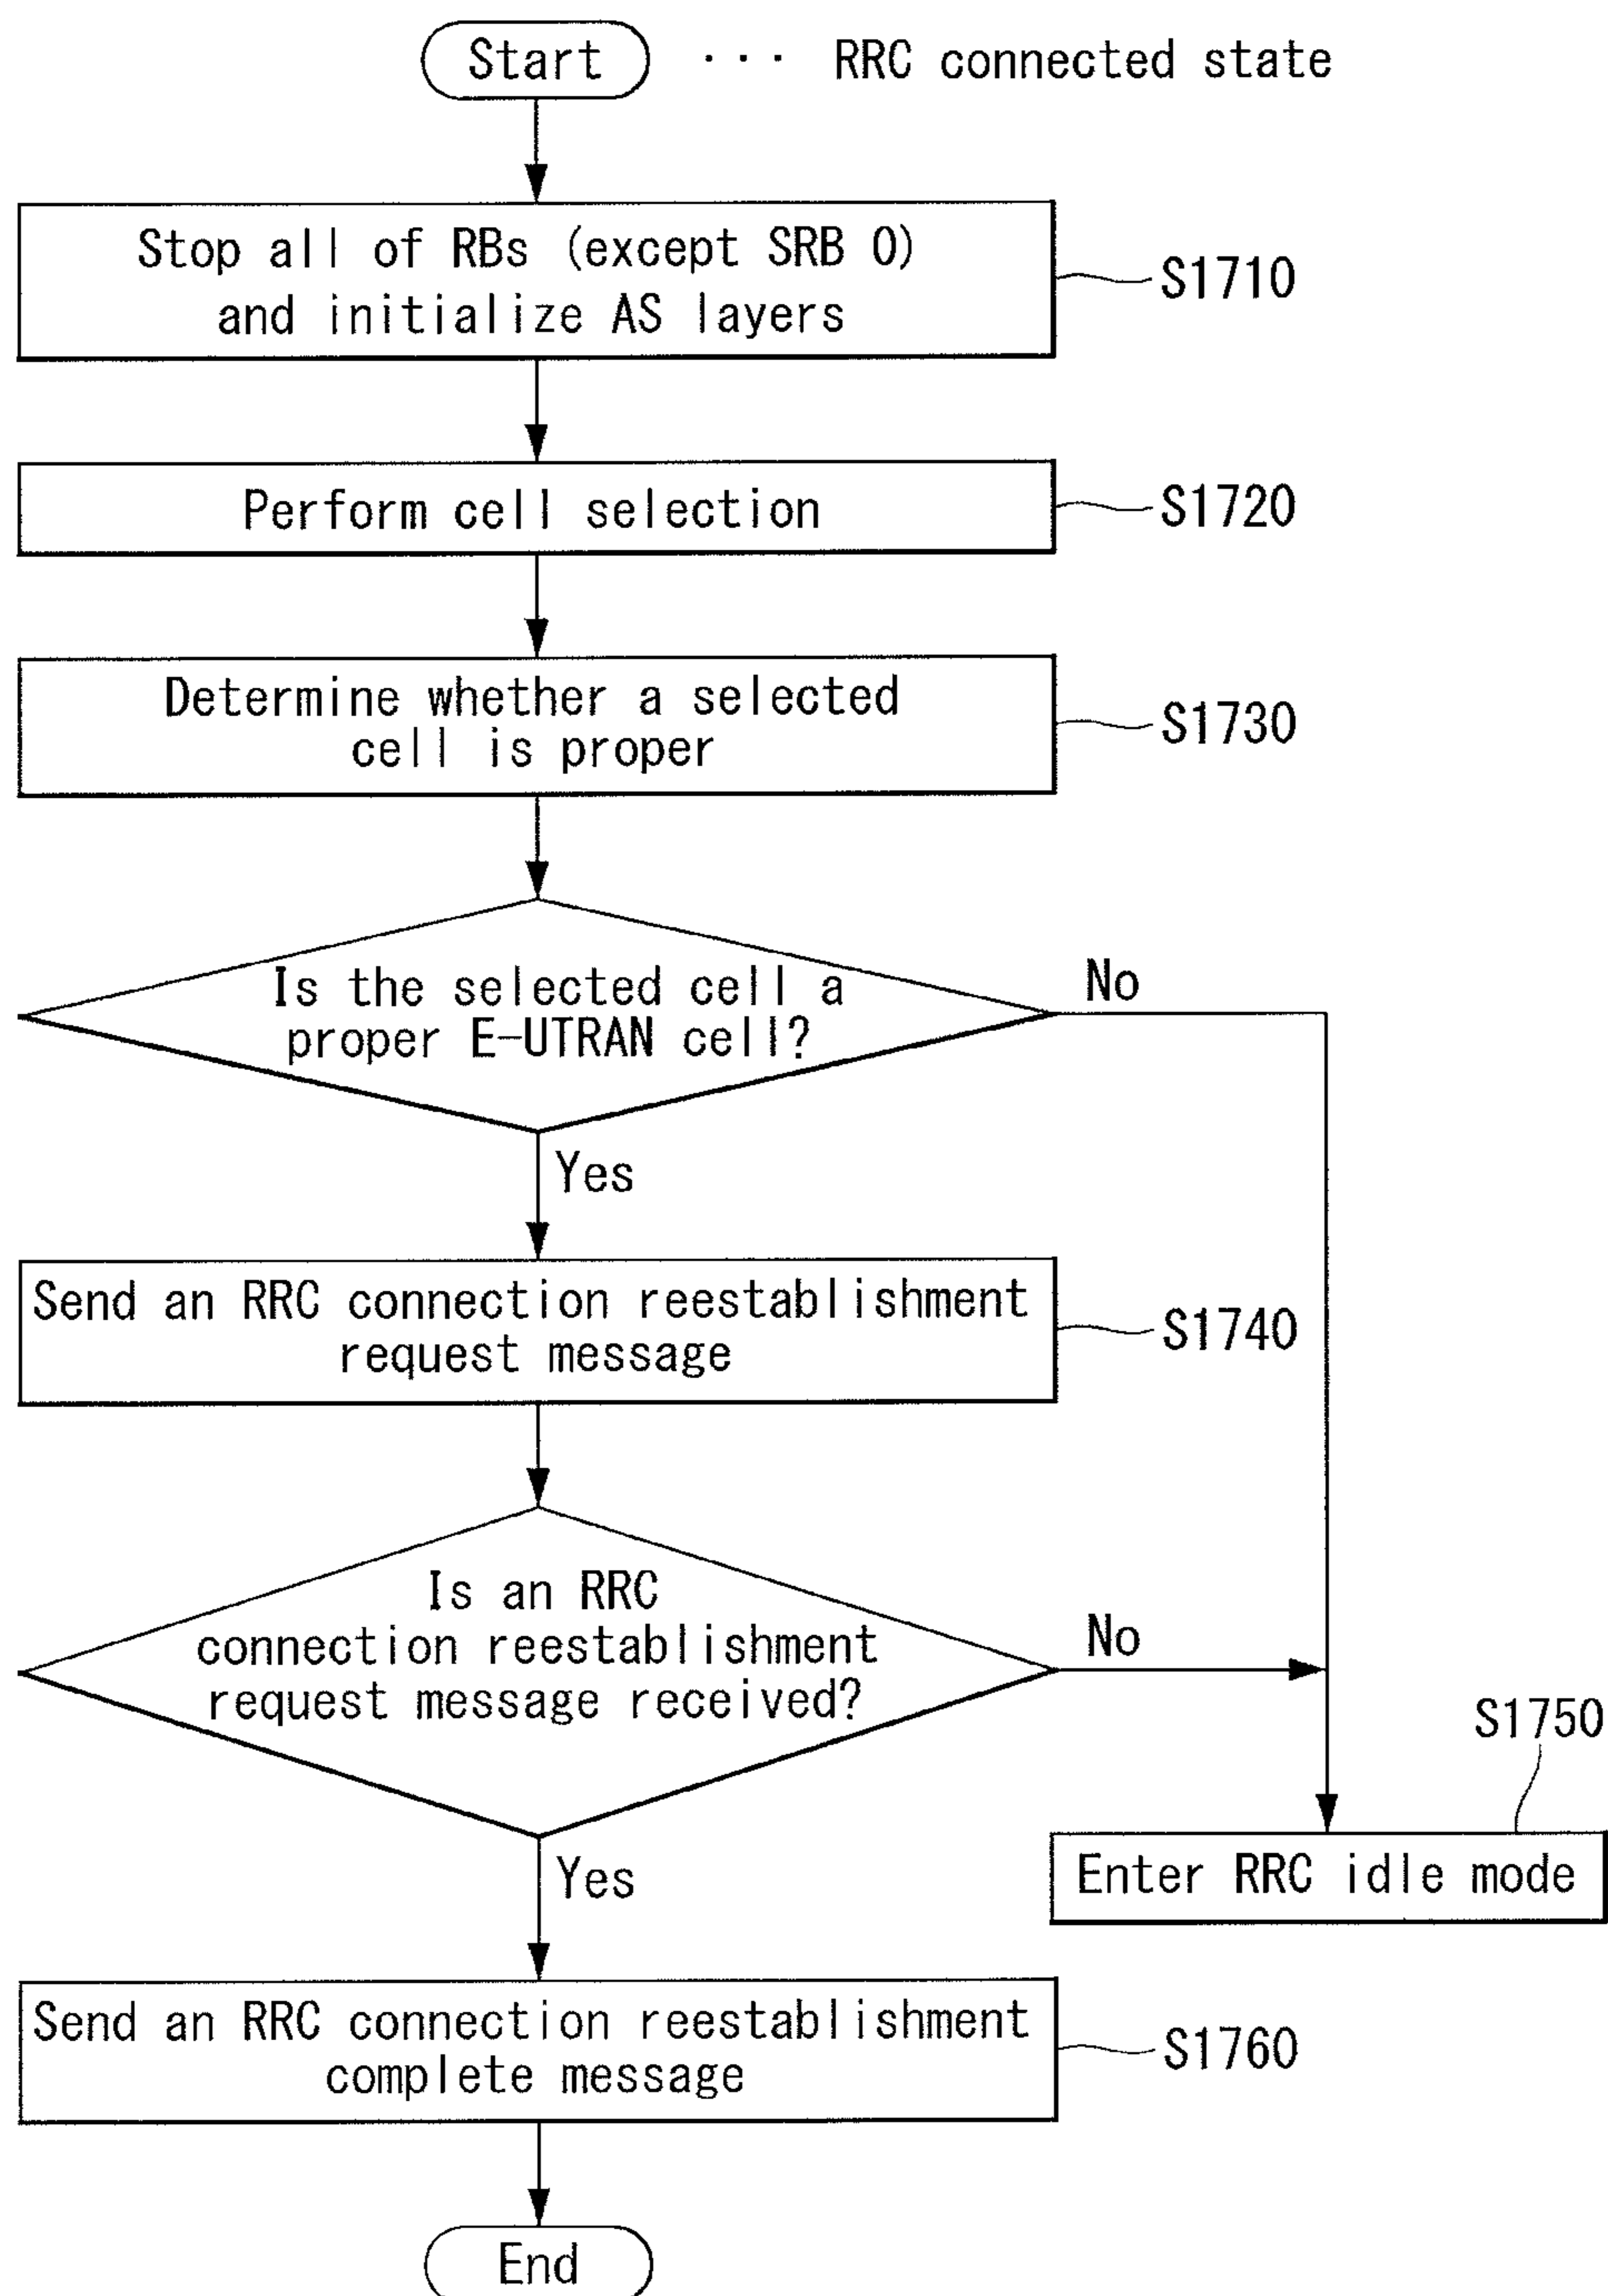 Start ··· RRC connected state
Stop all of RBs (except SRB 0)
and initialize AS layers
S1710
Perform cell selection
S1720
Determine whether a selected
cell is proper
S1730
Is the selected cell a
proper E-UTRAN cell?
No
Yes
Send an RRC connection reestablishment
request message
S1740
Is an RRC
connection reestablishment
request message received?
No
S1750
Enter RRC idle mode
Yes
Send an RRC connection reestablishment
complete message
S1760
End